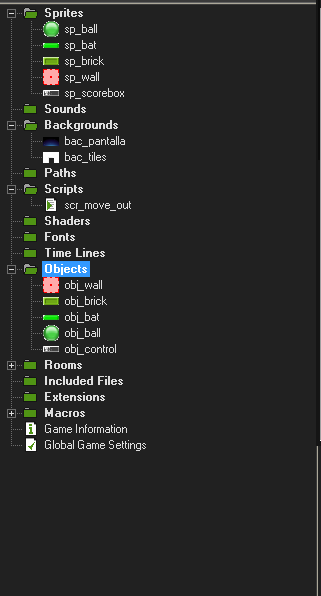 Sprites
sp_ball
sp_bat
sp_brick
sp_wall
sp_scorebox
Sounds
Backgrounds
bac_pantalla
bac_tiles
Paths
Scripts
scr_move_out
Shaders
Fonts
Time Lines
Objects
obj_wall
obj_brick
obj_bat
obj_ball
obj_control
Rooms
Included Files
Extensions
Macros
Game Information
Global Game Settings